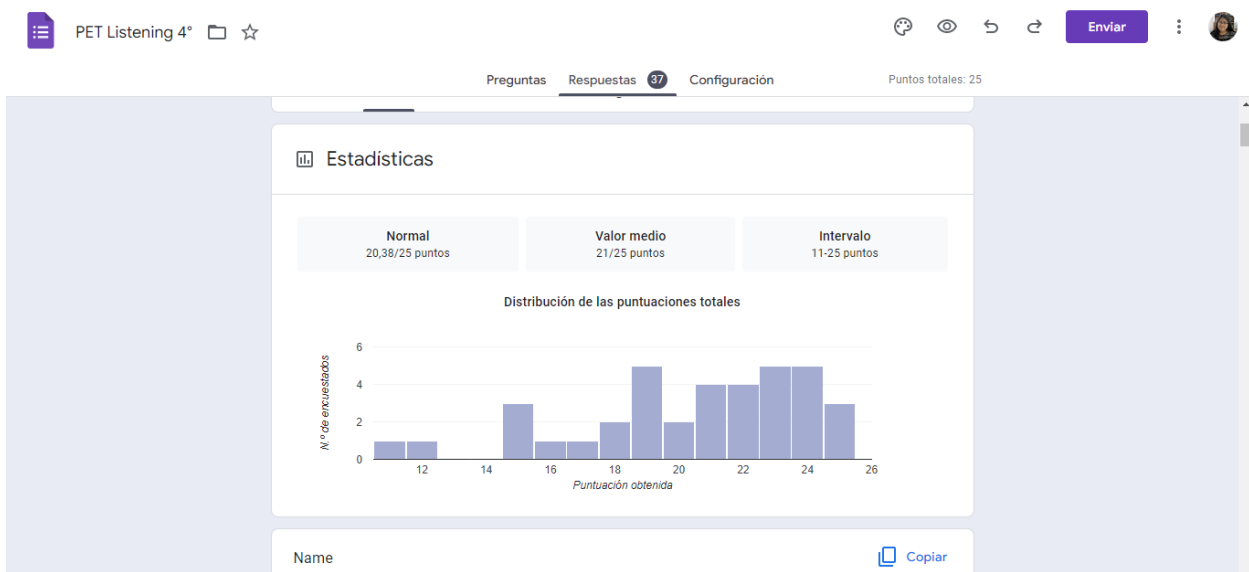 PET Listening 4°
Enviar
Preguntas Respuestas 37 Configuración Puntos totales: 25
Estadísticas
Normal Valor medio Intervalo
20,38/25 puntos 21/25 puntos 11-25 puntos
Distribución de las puntuaciones totales
N.º de encuestados
6
4
2
0
12 14 16 18 20 22 24 26
Puntuación obtenida
Name Copiar